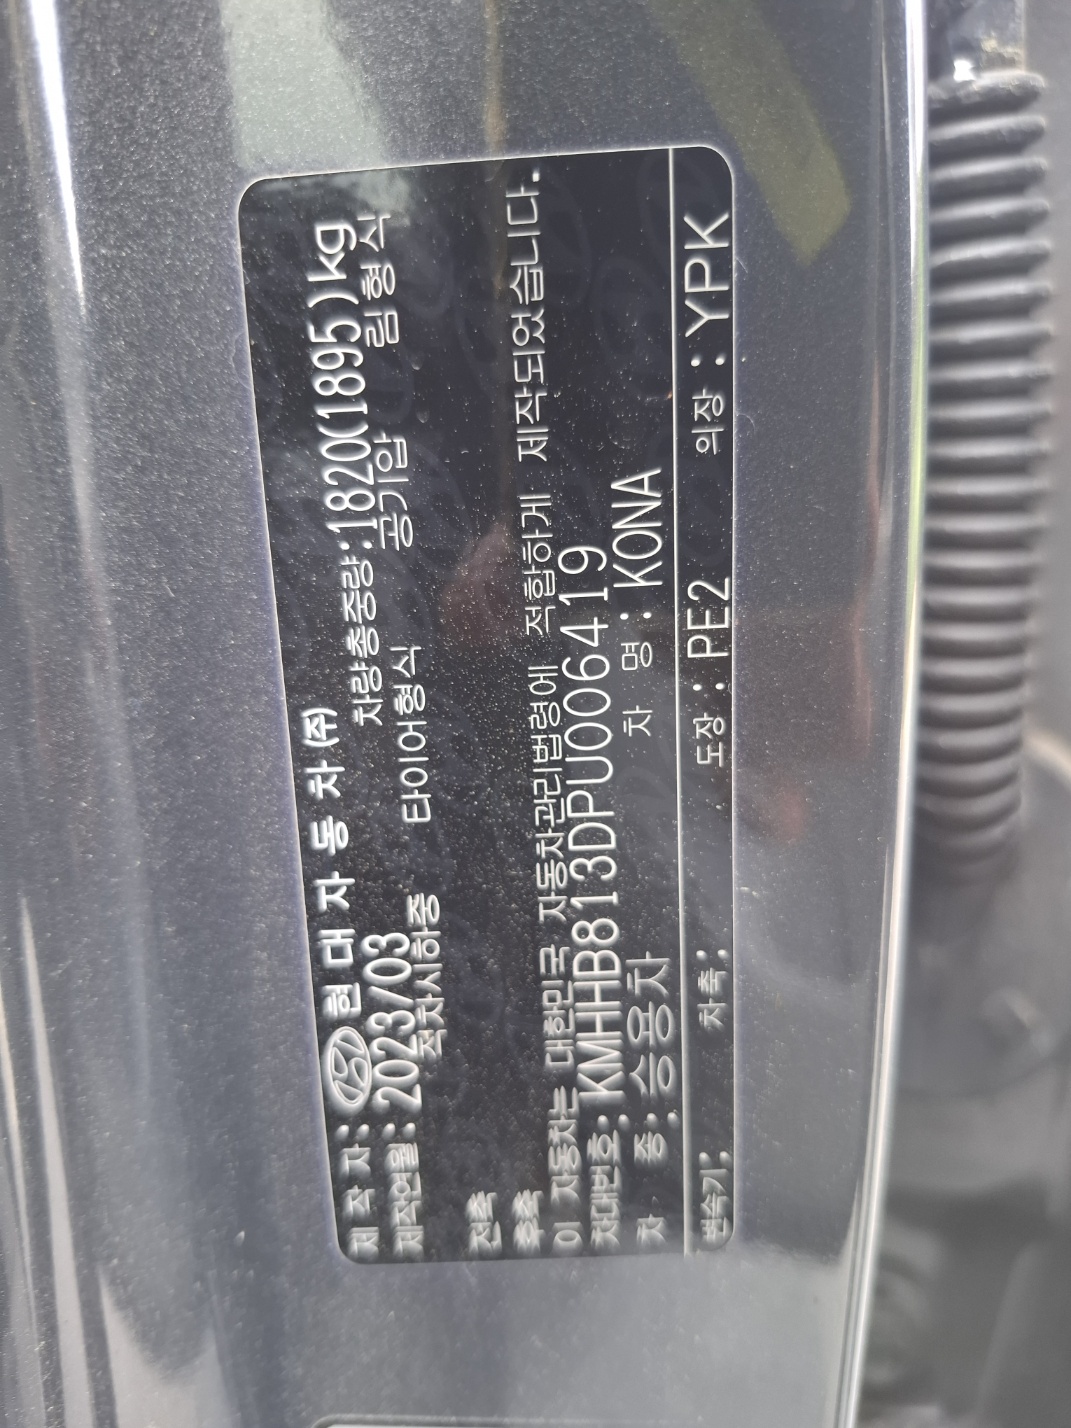 제 작 자: 현 대 자 동 차 (주)
제작연월: 2023/03 차량총중량:1820(1895)kg
적차시하중 타이어형식 공기압 림형식
전축
후축
이 자동차는 대한민국 자동차관리법령에 적합하게 제작되었습니다.
차대번호: KMHHB813DPU006419
차 종: 승용차 차 명: KONA
변속기: 차축: 도장: PE2 의장: YPK